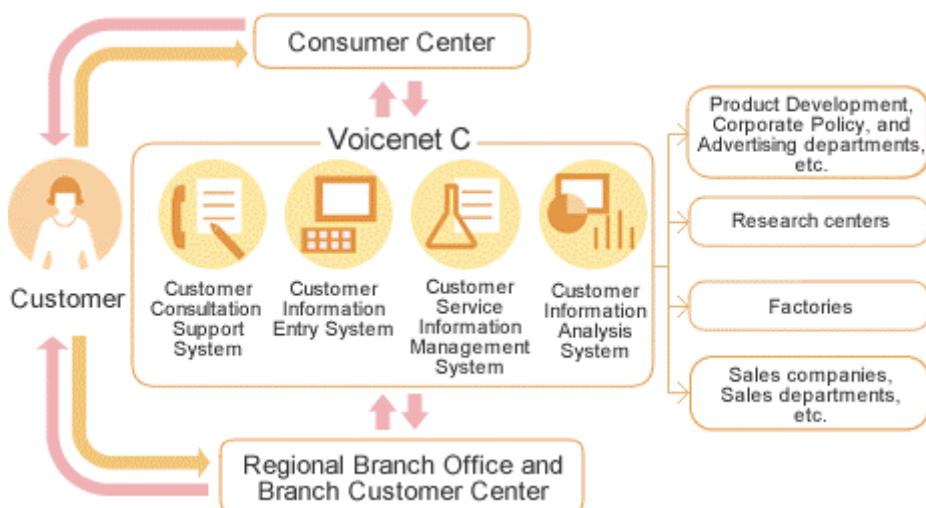 Consumer Center
Voicenet C
Customer
Customer
Consultation
Support
System
Customer
Information
Entry System
Customer
Service
Information
Management
System
Customer
Information
Analysis
System
Product Development,
Corporate Policy, and
Advertising departments,
etc.
Research centers
Factories
Sales companies,
Sales departments,
etc.
Regional Branch Office and
Branch Customer Center